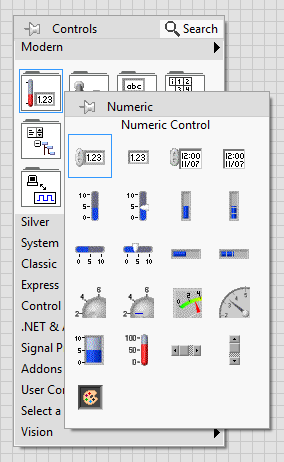 Controls
Search
Modern
1.23
abc
Numeric
Numeric Control
1.23
1.23
12:00
11/07
12:00
11/07
10
5
0
10
5
0
0 5 10
0 5 10
2 4 6
2 4 6
0 2 4
10
5
0
100
50
0
Silver
System
Classic
Express
Control
.NET & A
Signal P
Addons
User Con
Select a
Vision